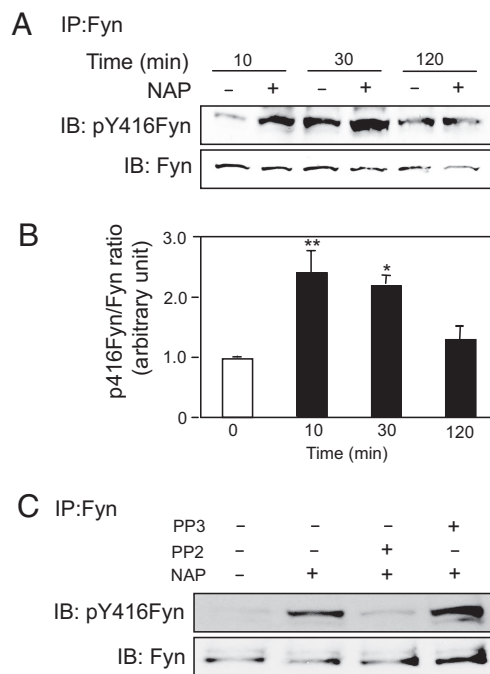 A IP:Fyn
Time (min) 10 30 120
NAP – + – + – +
IB: pY416Fyn
IB: Fyn
B
p416Fyn/Fyn ratio
(arbitrary unit)
3.0
2.0
1.0
0
** *
0 10 30 120
Time (min)
C IP:Fyn
PP3 – – – +
PP2 – – + –
NAP – + + +
IB: pY416Fyn
IB: Fyn